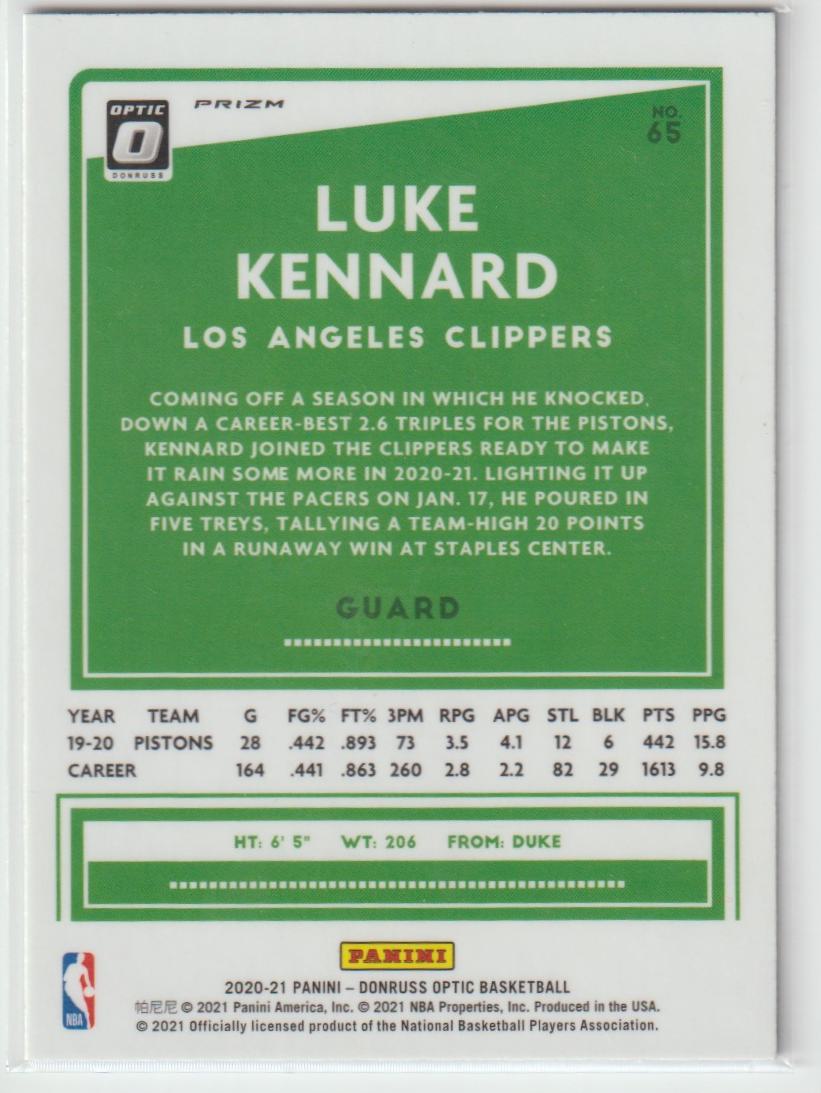 OPTIC
DONRUSS
PRIZM
NO.
65
LUKE
KENNARD
LOS ANGELES CLIPPERS
COMING OFF A SEASON IN WHICH HE KNOCKED
DOWN A CAREER-BEST 2.6 TRIPLES FOR THE PISTONS,
KENNARD JOINED THE CLIPPERS READY TO MAKE
IT RAIN SOME MORE IN 2020-21. LIGHTING IT UP
AGAINST THE PACERS ON JAN. 17, HE POURED IN
FIVE TREYS, TALLYING A TEAM-HIGH 20 POINTS
IN A RUNAWAY WIN AT STAPLES CENTER.
GUARD
YEAR TEAM G FG% FT% 3PM RPG APG STL BLK PTS PPG
19-20 PISTONS 28 .442 .893 73 3.5 4.1 12 6 442 15.8
CAREER 164 .441 .863 260 2.8 2.2 82 29 1613 9.8
HT: 6' 5" WT: 206 FROM: DUKE
PANINI
2020-21 PANINI – DONRUSS OPTIC BASKETBALL
帕尼尼 © 2021 Panini America, Inc. © 2021 NBA Properties, Inc. Produced in the USA.
© 2021 Officially licensed product of the National Basketball Players Association.
NBA